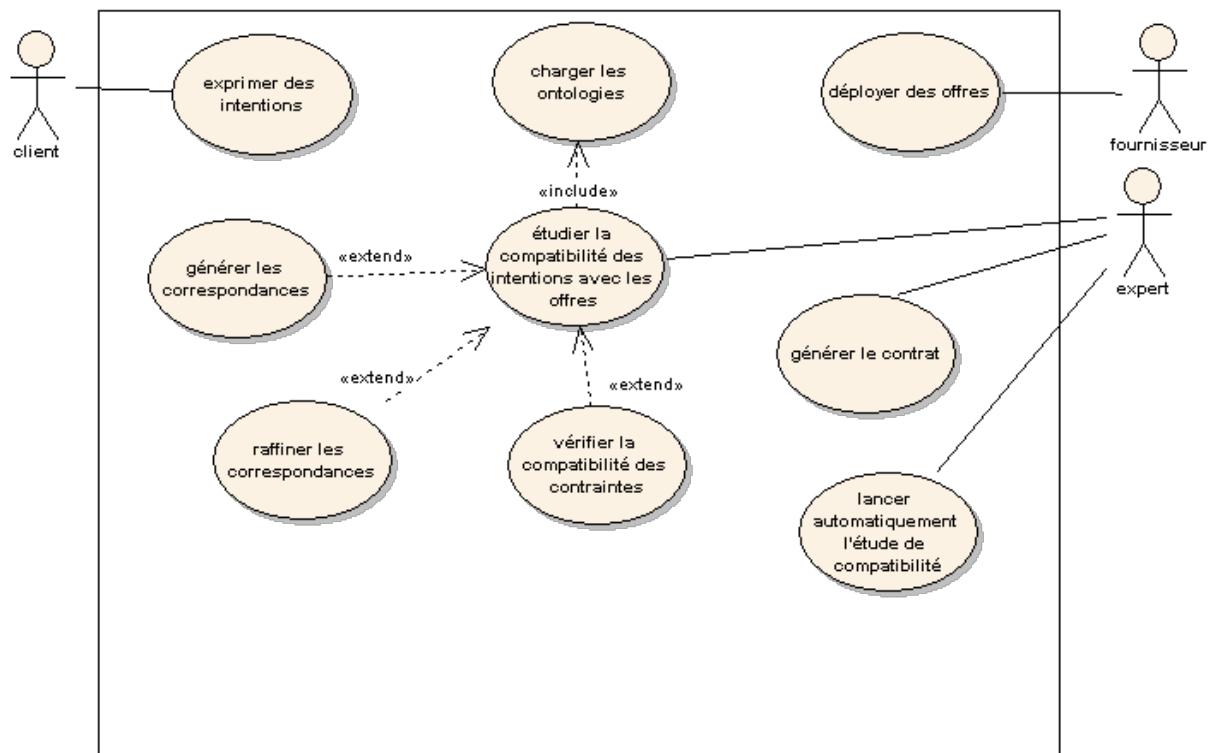 exprimer des
intentions
charger les
ontologies
déployer des offres
client
fournisseur
«include»
étudier la
compatibilité des
intentions avec les
offres
générer les
correspondances
«extend»
expert
générer le contrat
«extend»
«extend»
raffiner les
correspondances
vérifier la
compatibilité des
contraintes
lancer
automatiquement
l'étude de
compatibilité